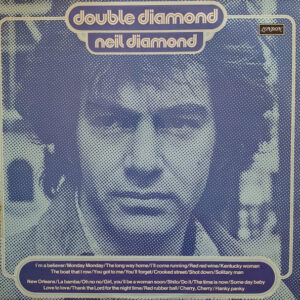 double diamond
neil diamond
LONDON
I'm a believer/Monday Monday/The long way home/I'll come running/Red red wine/Kentucky woman
The boat that I row/You got to me/You'll forget/Crooked street/Shot down/Solitary man
New Orleans/La bamba/Oh no no/Girl, you'll be a woman soon/Shilo/Do it/The time is now/Some day baby
Love to love/Thank the Lord for the night time/Red rubber ball/Cherry, Cherry/Hanky panky